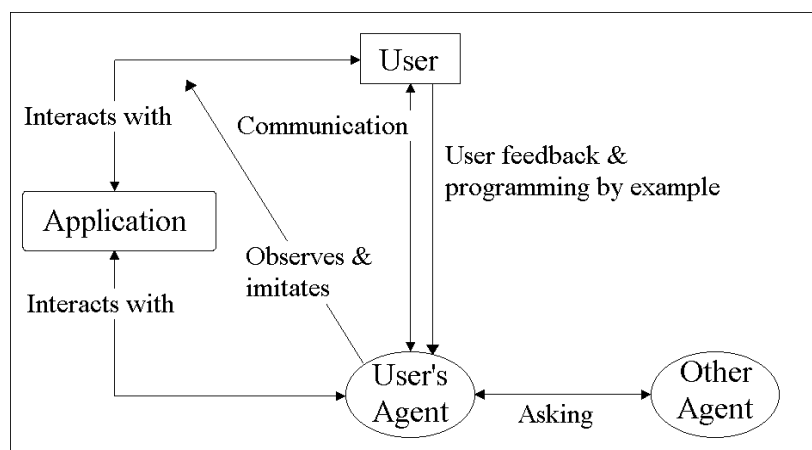 User
Interacts with
Communication
User feedback &
programming by example
Application
Observes &
imitates
Interacts with
User's
Agent
Asking
Other
Agent